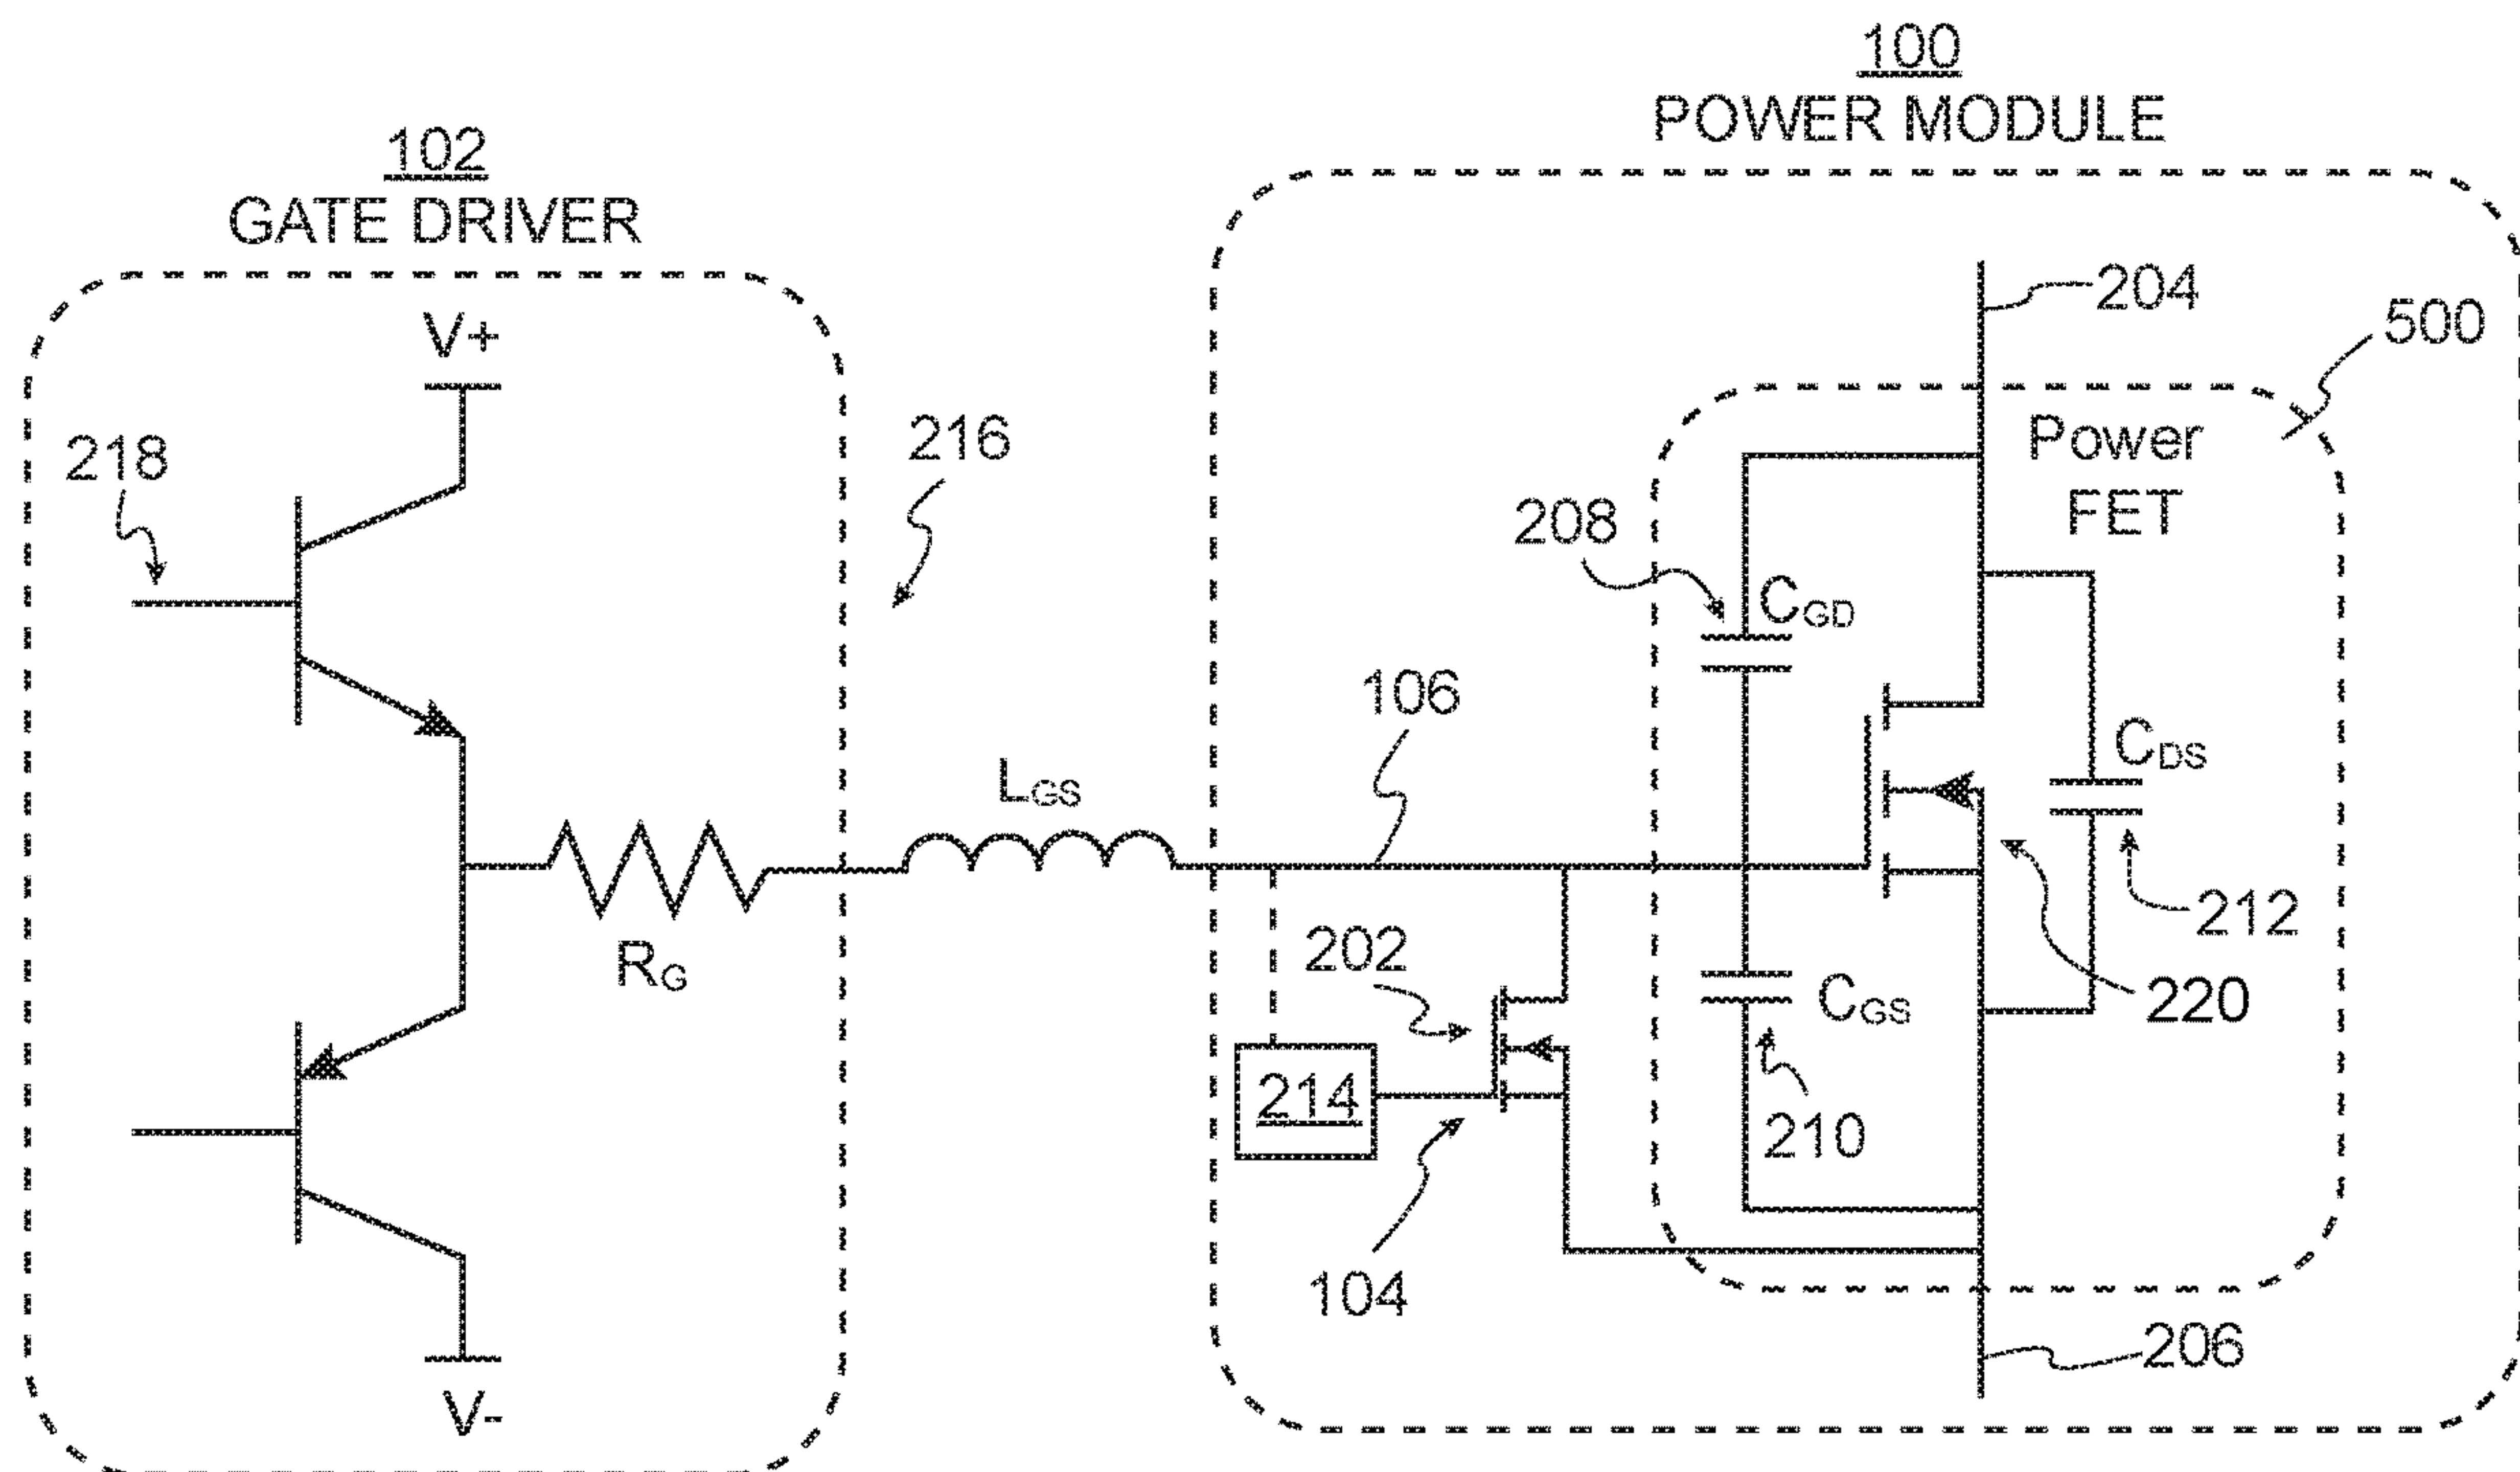 100
POWER MODULE
102
GATE DRIVER
204
500
V+
Power
FET
216
218
208
CGD
106
CDS
LGS
212
202
RG
CGS
220
214
210
104
206
V-